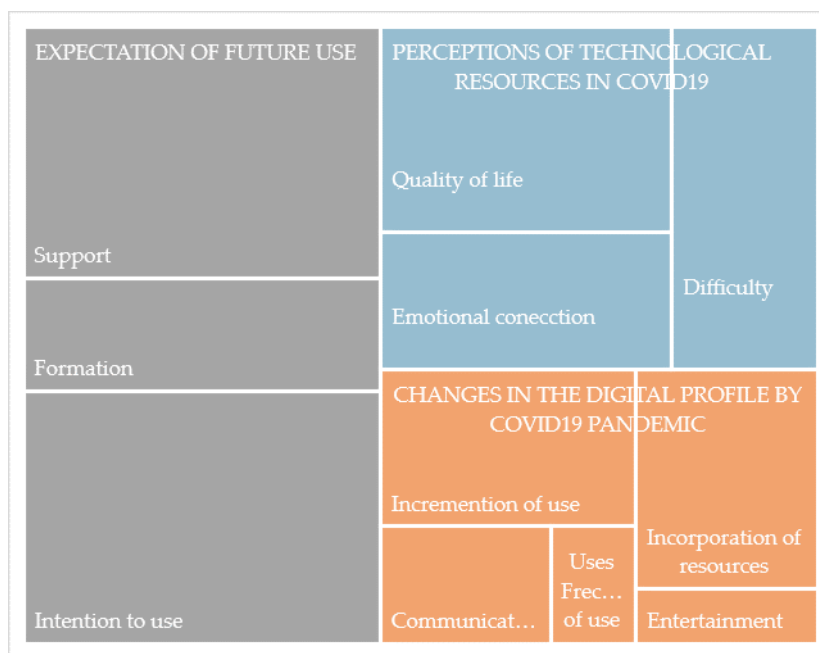 EXPECTATION OF FUTURE USE
Support
Formation
Intention to use
PERCEPTIONS OF TECHNOLOGICAL
RESOURCES IN COVID19
Quality of life
Emotional conecction
Difficulty
CHANGES IN THE DIGITAL PROFILE BY
COVID19 PANDEMIC
Incremention of use
Incorporation of
resources
Communicat...
Uses
Frec...
of use
Entertainment